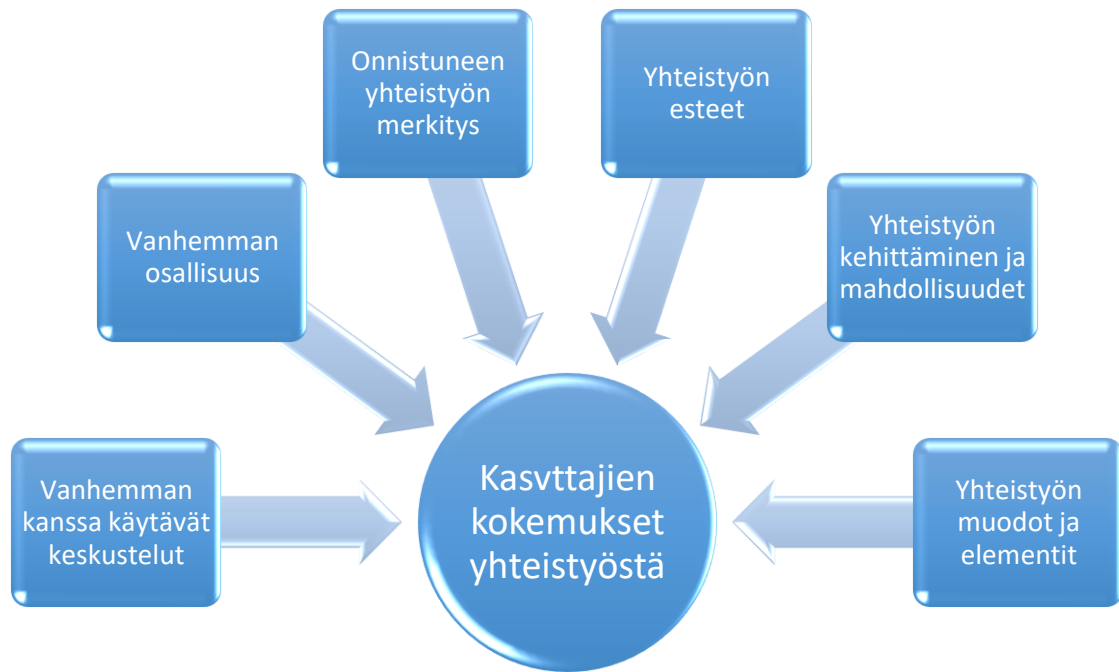 Onnistuneen
yhteistyön
merkitys
Yhteistyön
esteet
Vanhemman
osallisuus
Yhteistyön
kehittäminen ja
mahdollisuudet
Vanhemman
kanssa käytävät
keskustelut
Kasvttajien
kokemukset
yhteistyöstä
Yhteistyön
muodot ja
elementit